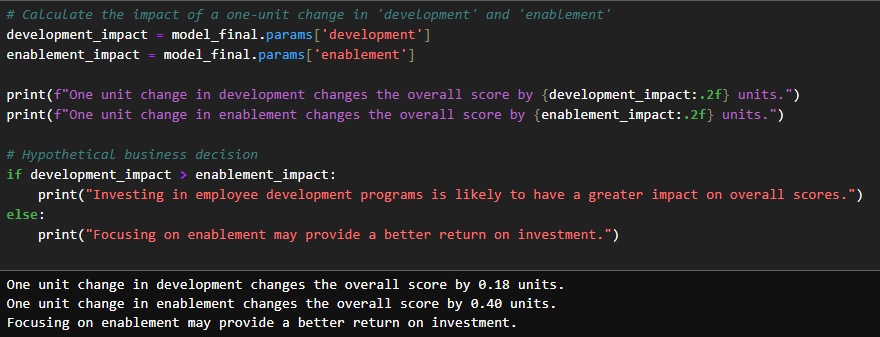 # Calculate the impact of a one-unit change in 'development' and 'enablement'
development_impact = model_final.params['development']
enablement_impact = model_final.params['enablement']

print(f"One unit change in development changes the overall score by {development_impact:.2f} units.")
print(f"One unit change in enablement changes the overall score by {enablement_impact:.2f} units.")

# Hypothetical business decision
if development_impact > enablement_impact:
    print("Investing in employee development programs is likely to have a greater impact on overall scores.")
else:
    print("Focusing on enablement may provide a better return on investment.")

One unit change in development changes the overall score by 0.18 units.
One unit change in enablement changes the overall score by 0.40 units.
Focusing on enablement may provide a better return on investment.